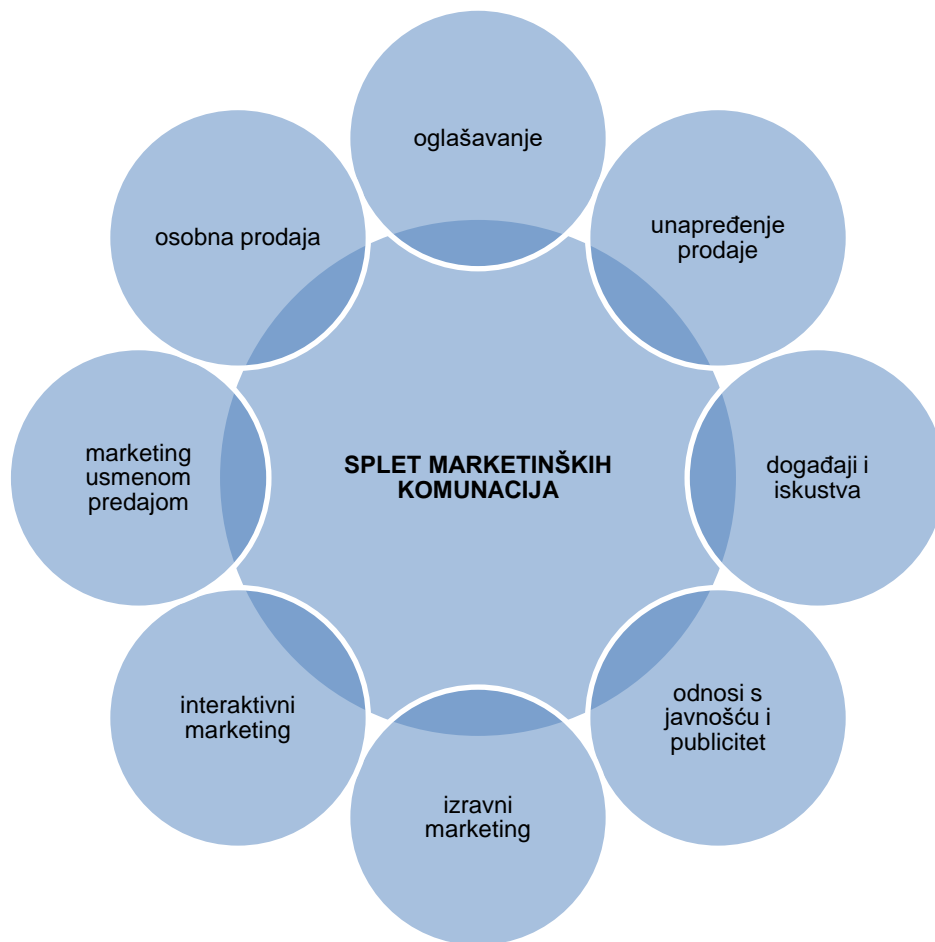 oglašavanje
unapređenje
prodaje
događaji i
iskustva
odnosi s
javnošću i
publicitet
izravni
marketing
interaktivni
marketing
marketing
usmenom
predajom
osobna prodaja
SPLET MARKETINŠKIH
KOMUNACIJA